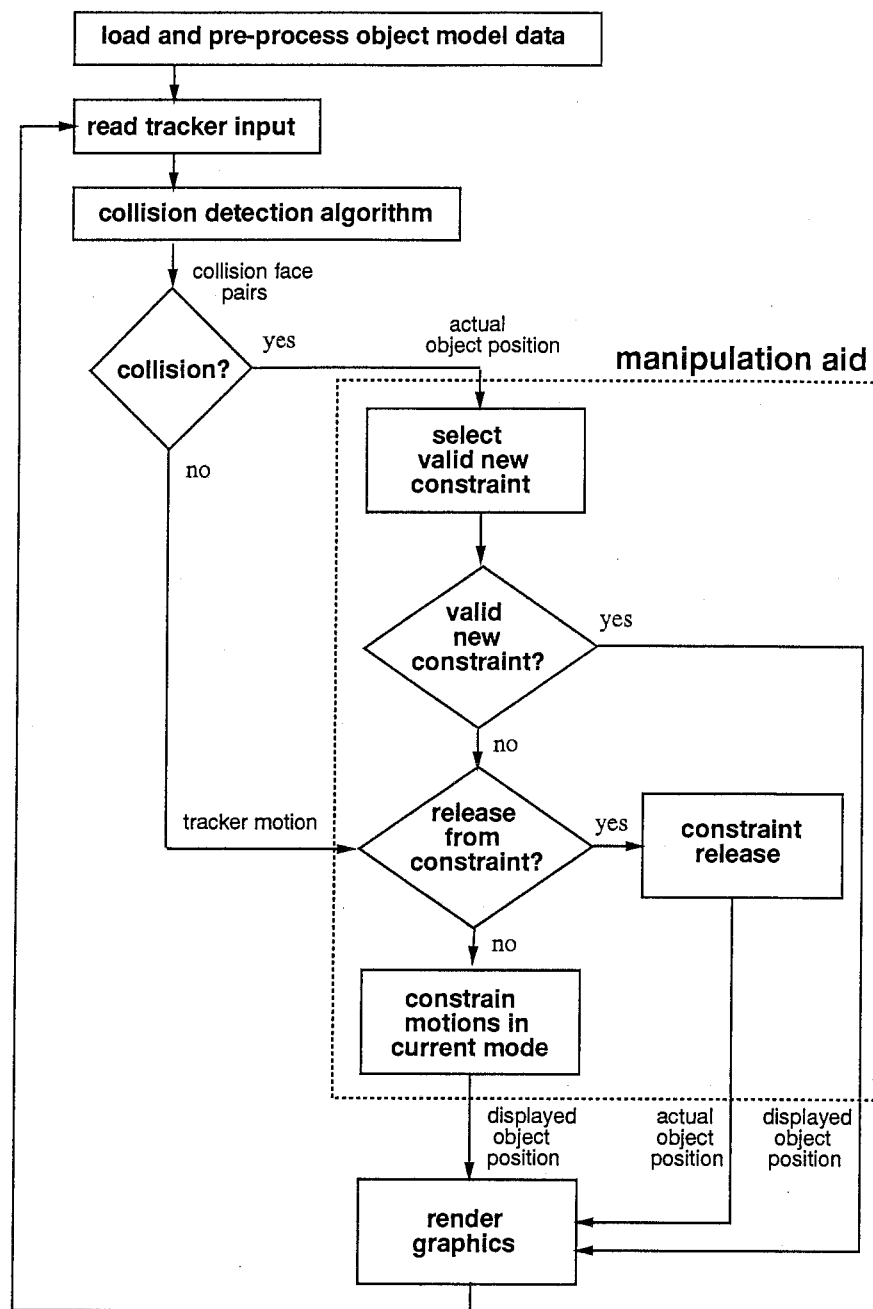 load and pre-process object model data
read tracker input
collision detection algorithm
collision face
pairs
collision?
yes
actual
object position
manipulation aid
no
select
valid new
constraint
valid
new
constraint?
yes
no
tracker motion
release
from
constraint?
yes
constraint
release
no
constrain
motions in
current mode
displayed
object
position
actual
object
position
displayed
object
position
render
graphics